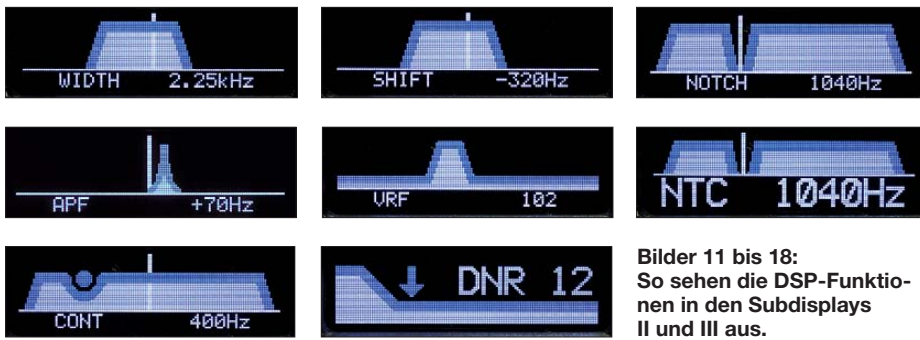 WIDTH 2.25kHz
SHIFT -320Hz
NOTCH 1040Hz
APF +70Hz
VRF 102
NTC 1040Hz
CONT 400Hz
DNR 12
Bilder 11 bis 18:
So sehen die DSP-Funktio-
nen in den Subdisplays
II und III aus.